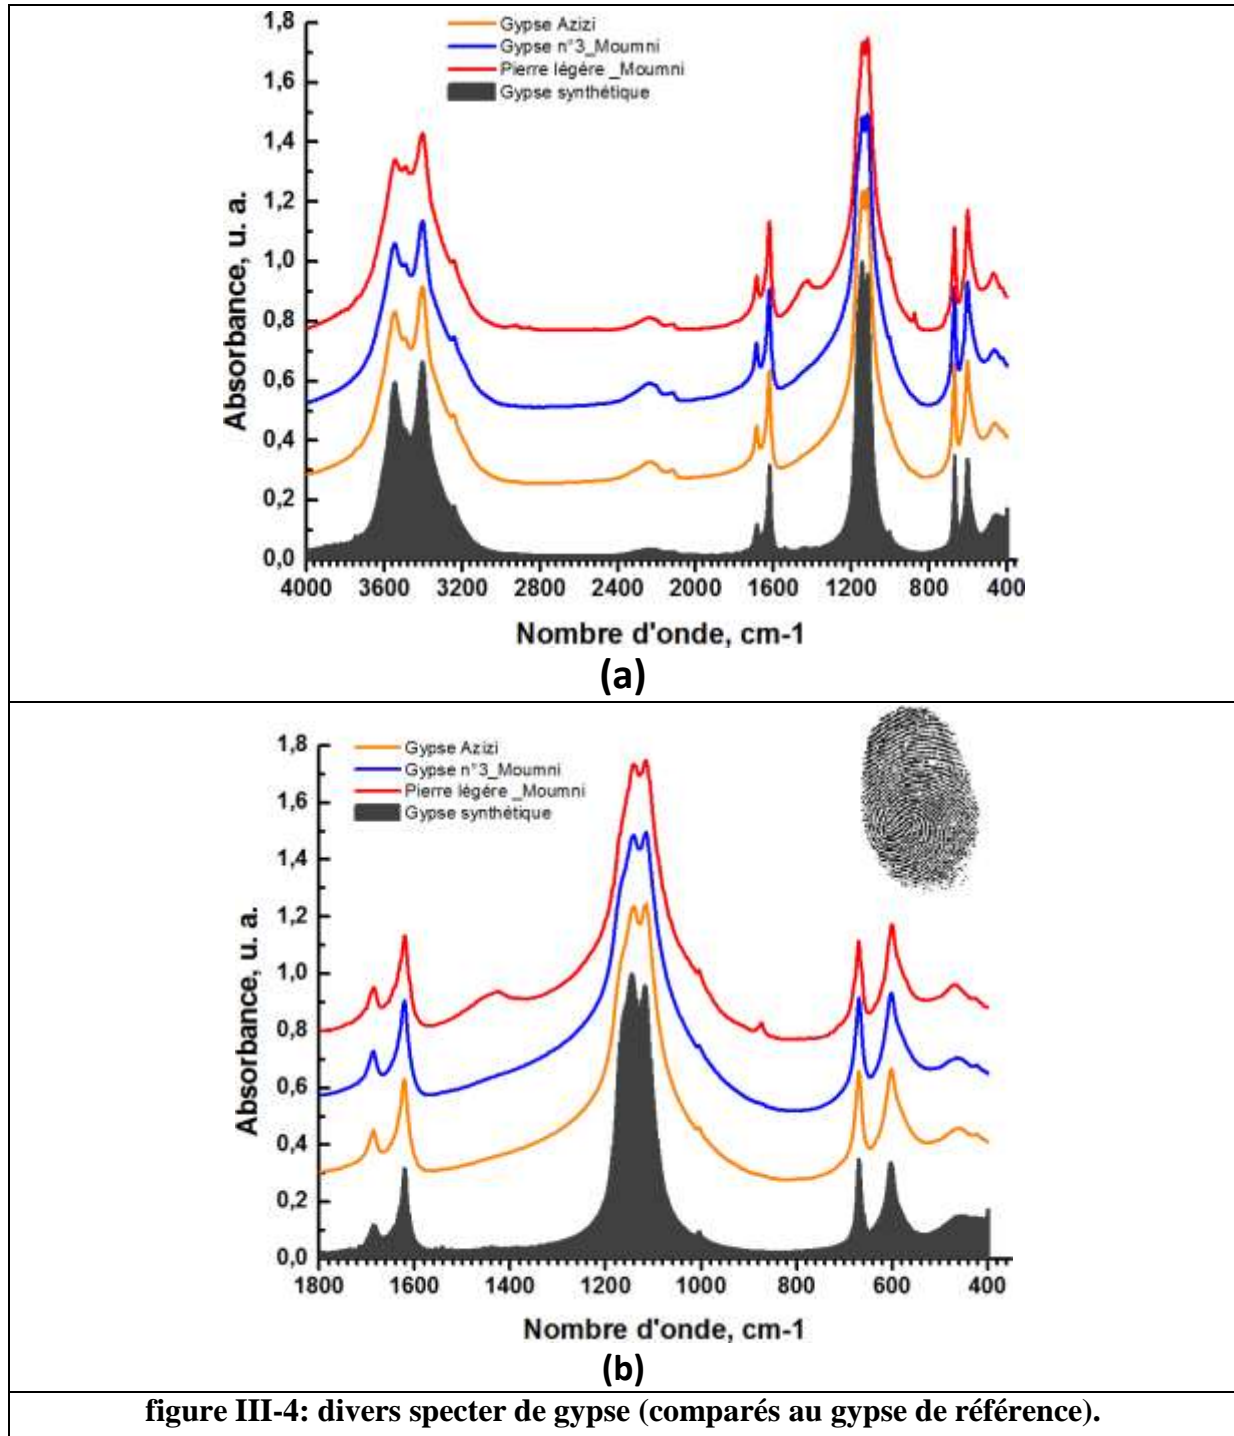 1,8
1,6
1,4
1,2
1,0
0,8
0,6
0,4
0,2
0,0
Absorbance, u. a.
Gypse Azizi
Gypse n°3_Moumni
Pierre légére _Moumni
Gypse synthétique
4000 3600 3200 2800 2400 2000 1600 1200 800 400
Nombre d'onde, cm-1
(a)
1,8
1,6
1,4
1,2
1,0
0,8
0,6
0,4
0,2
0,0
Absorbance, u. a.
Gypse Azizi
Gypse n°3_Moumni
Pierre légére _Moumni
Gypse synthétique
1800 1600 1400 1200 1000 800 600 400
Nombre d'onde, cm-1
(b)
figure III-4: divers specter de gypse (comparés au gypse de référence).